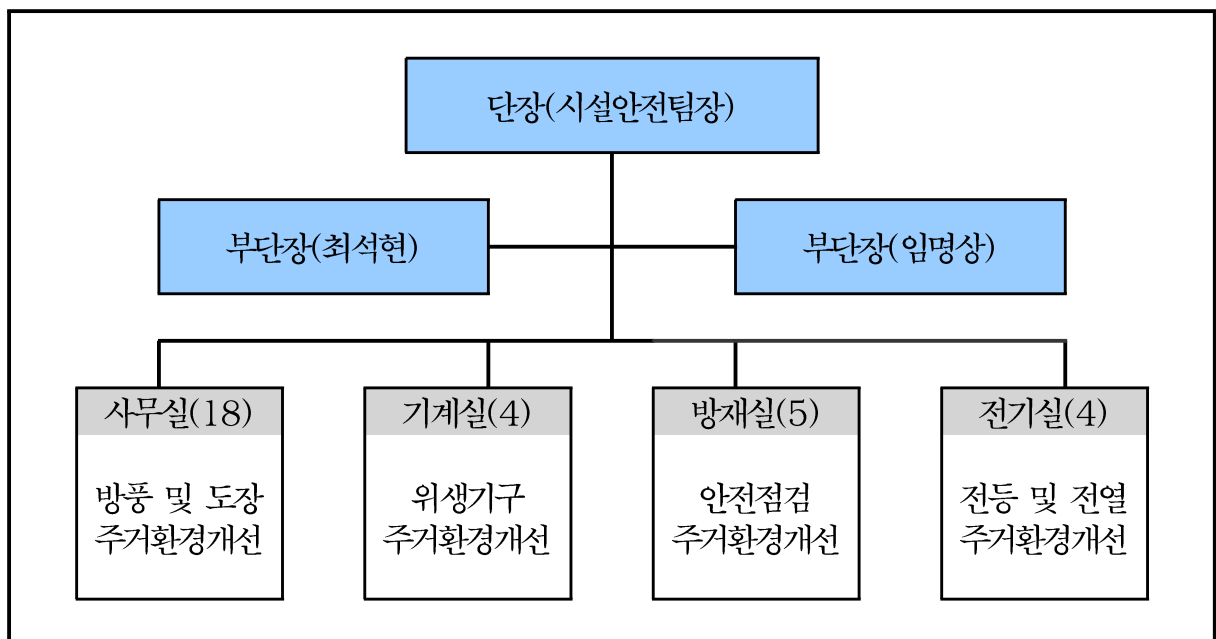 단장(시설안전팀장)
부단장(최석현)
부단장(임명상)
사무실(18)
방풍 및 도장
주거환경개선
기계실(4)
위생기구
주거환경개선
방재실(5)
안전점검
주거환경개선
전기실(4)
전등 및 전열
주거환경개선